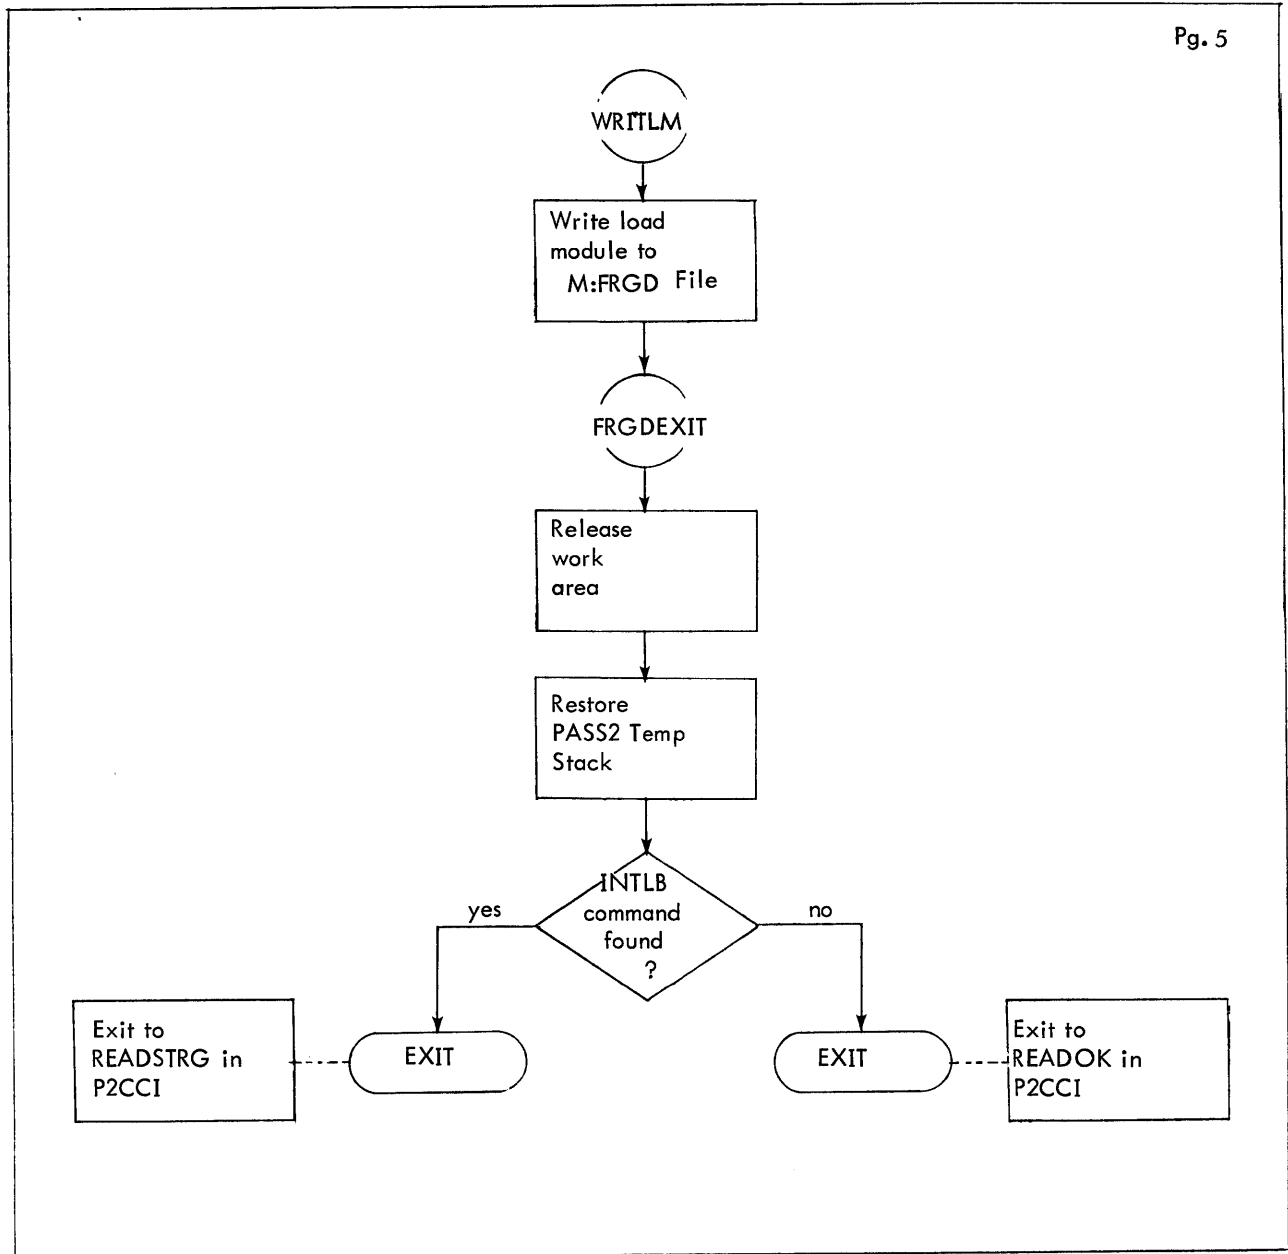 Pg. 5
WRITLM
Write load
module to
M:FRGD File
FRGDEXIT
Release
work
area
Restore
PASS2 Temp
Stack
INTLB
command
found
?
yes
no
Exit to
READSTRG in
P2CCI
EXIT
EXIT
Exit to
READOK in
P2CCI